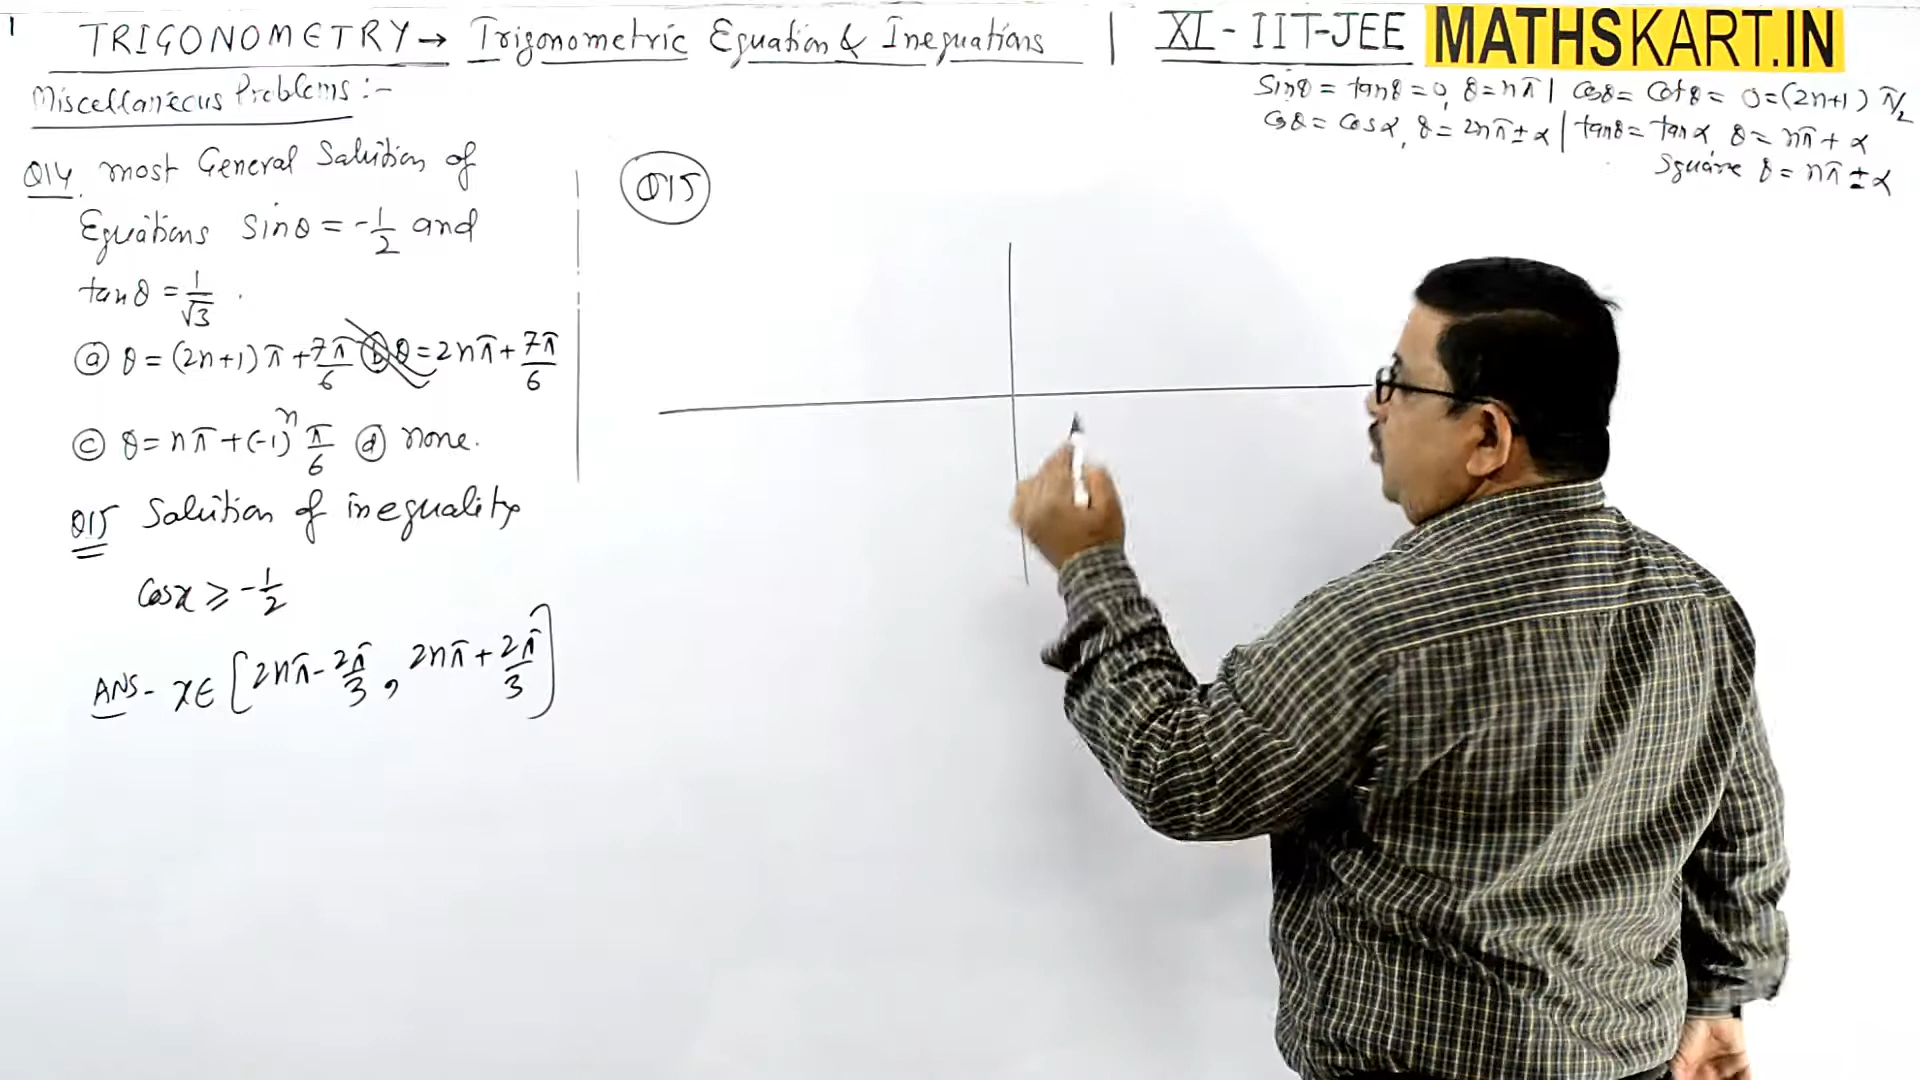 1
TRIGONOMETRY → Trigonometric Equation & Inequations | XI - IIT-JEE MATHSKART.IN
Miscellaneous Problems :-
Sinθ = tanθ = 0, θ = nπ | Cosθ = Cotθ = 0 = (2n+1) π/2
Cosθ = Cosα, θ = 2nπ ± α | tanθ = tanα, θ = nπ + α
Square θ = nπ ± α
Q14. most General Solution of
Equations Sinθ = -1/2 and
tanθ = 1/√3 .
(a) θ = (2n+1)π + 7π/6 (b) θ = 2nπ + 7π/6
(c) θ = nπ + (-1)^n π/6 (d) none.
Q15 Solution of inequality
Cosx ≥ -1/2
ANS - x ∈ [2nπ - 2π/3, 2nπ + 2π/3]
Q15